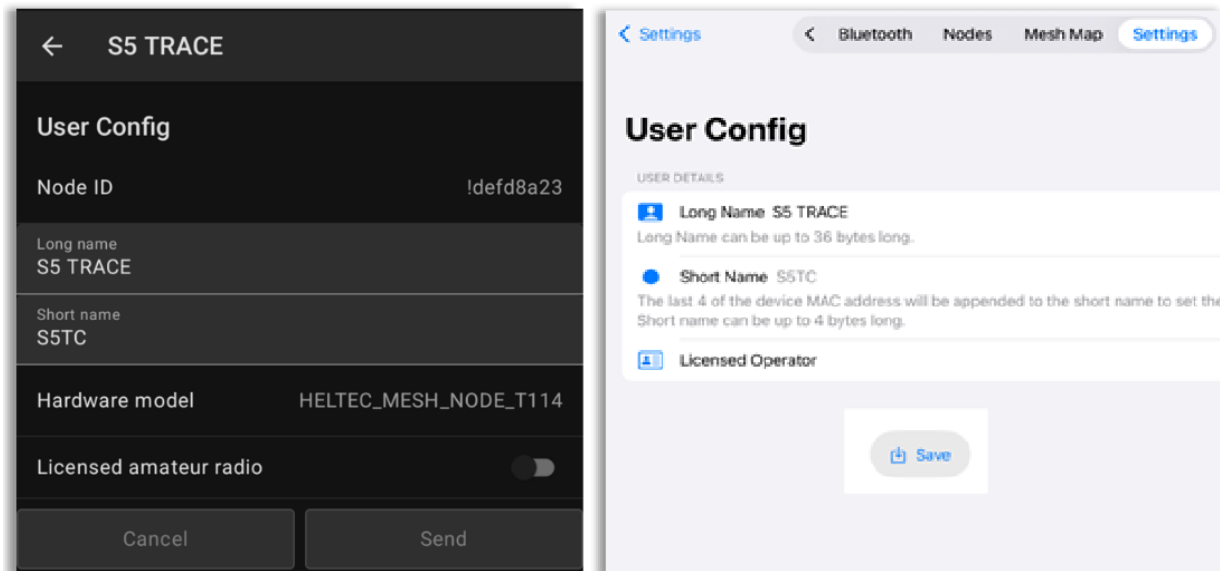 S5 TRACE
User Config
Node ID
!defd8a23
Long name
S5 TRACE
Short name
S5TC
Hardware model
HELTEC_MESH_NODE_T114
Licensed amateur radio
Cancel
Send
Settings
Bluetooth
Nodes
Mesh Map
Settings
User Config
USER DETAILS
Long Name S5 TRACE
Long Name can be up to 36 bytes long.
Short Name S5TC
The last 4 of the device MAC address will be appended to the short name to set the
Short name can be up to 4 bytes long.
Licensed Operator
Save